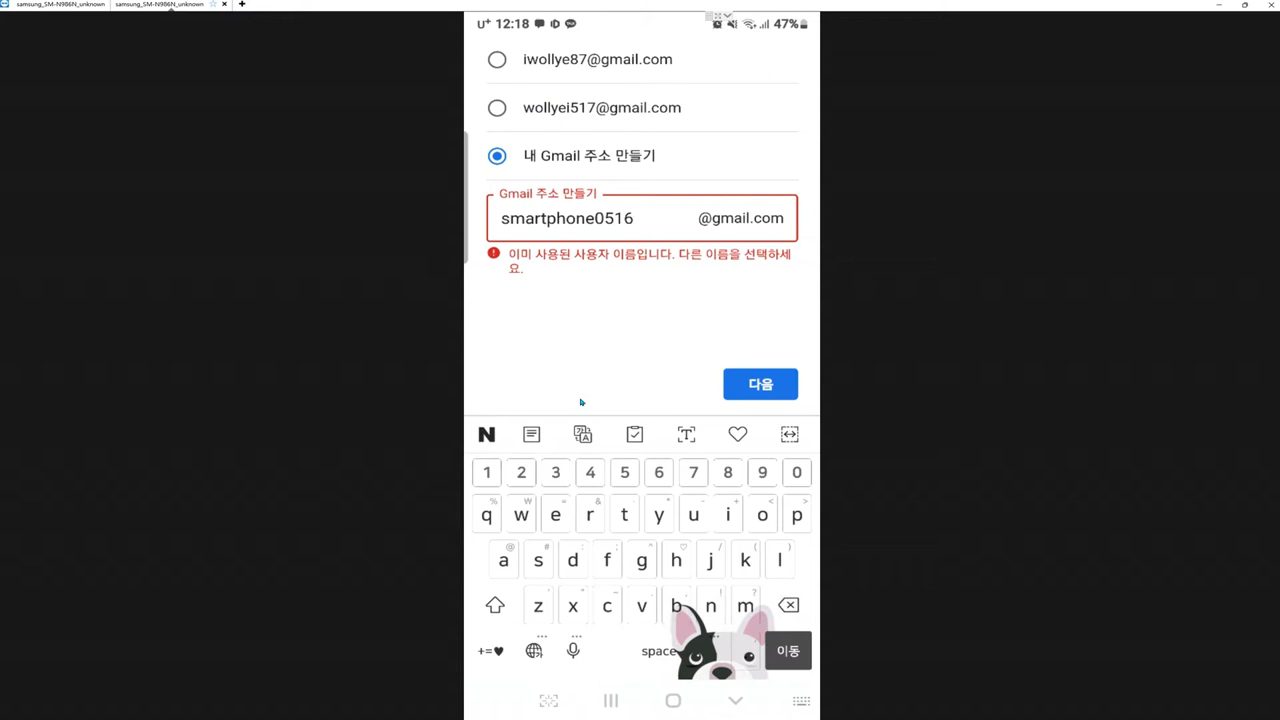 samsung_SM-N986N_unknown samsung_SM-N986N_unknown
U⁺ 12:18 47%
iwollye87@gmail.com
wollyei517@gmail.com
내 Gmail 주소 만들기
Gmail 주소 만들기
smartphone0516 @gmail.com
이미 사용된 사용자 이름입니다. 다른 이름을 선택하세
요.
다음
N
1 2 3 4 5 6 7 8 9 0
q w e r t y u i o p
a s d f g h j k l
z x c v b n m
+=♥ space 이동